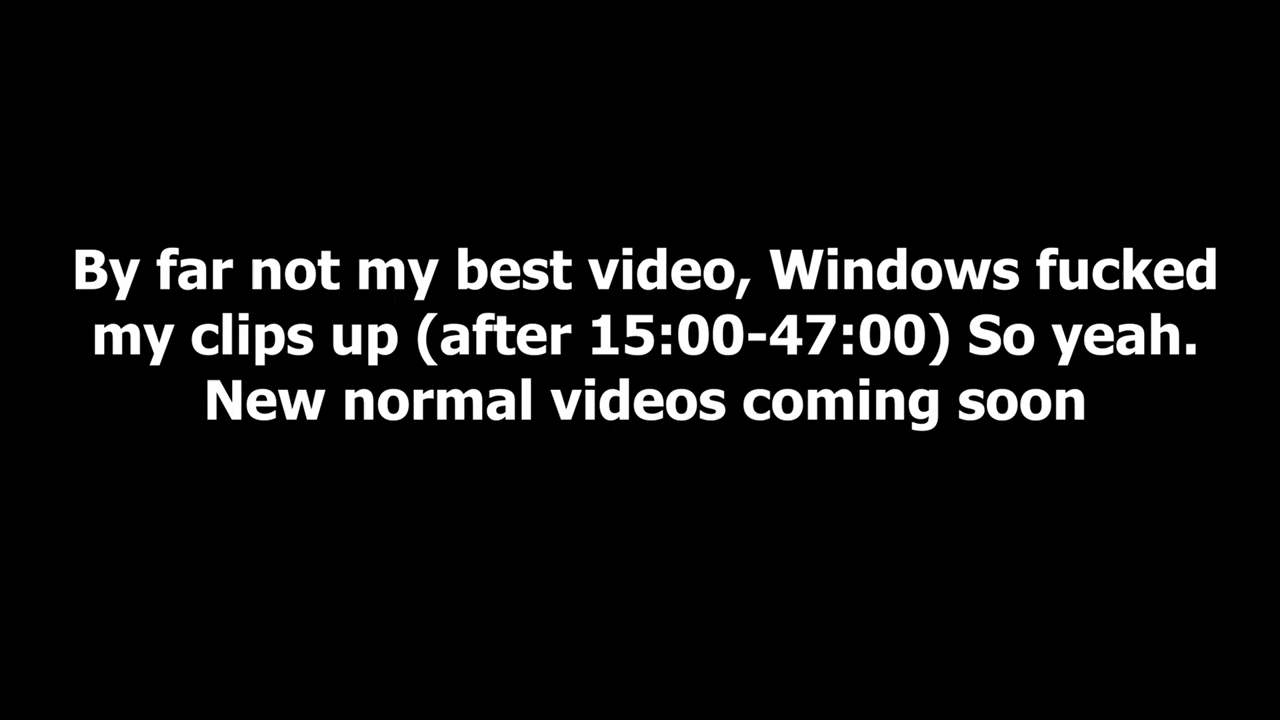 By far not my best video, Windows fucked
my clips up (after 15:00-47:00) So yeah.
New normal videos coming soon